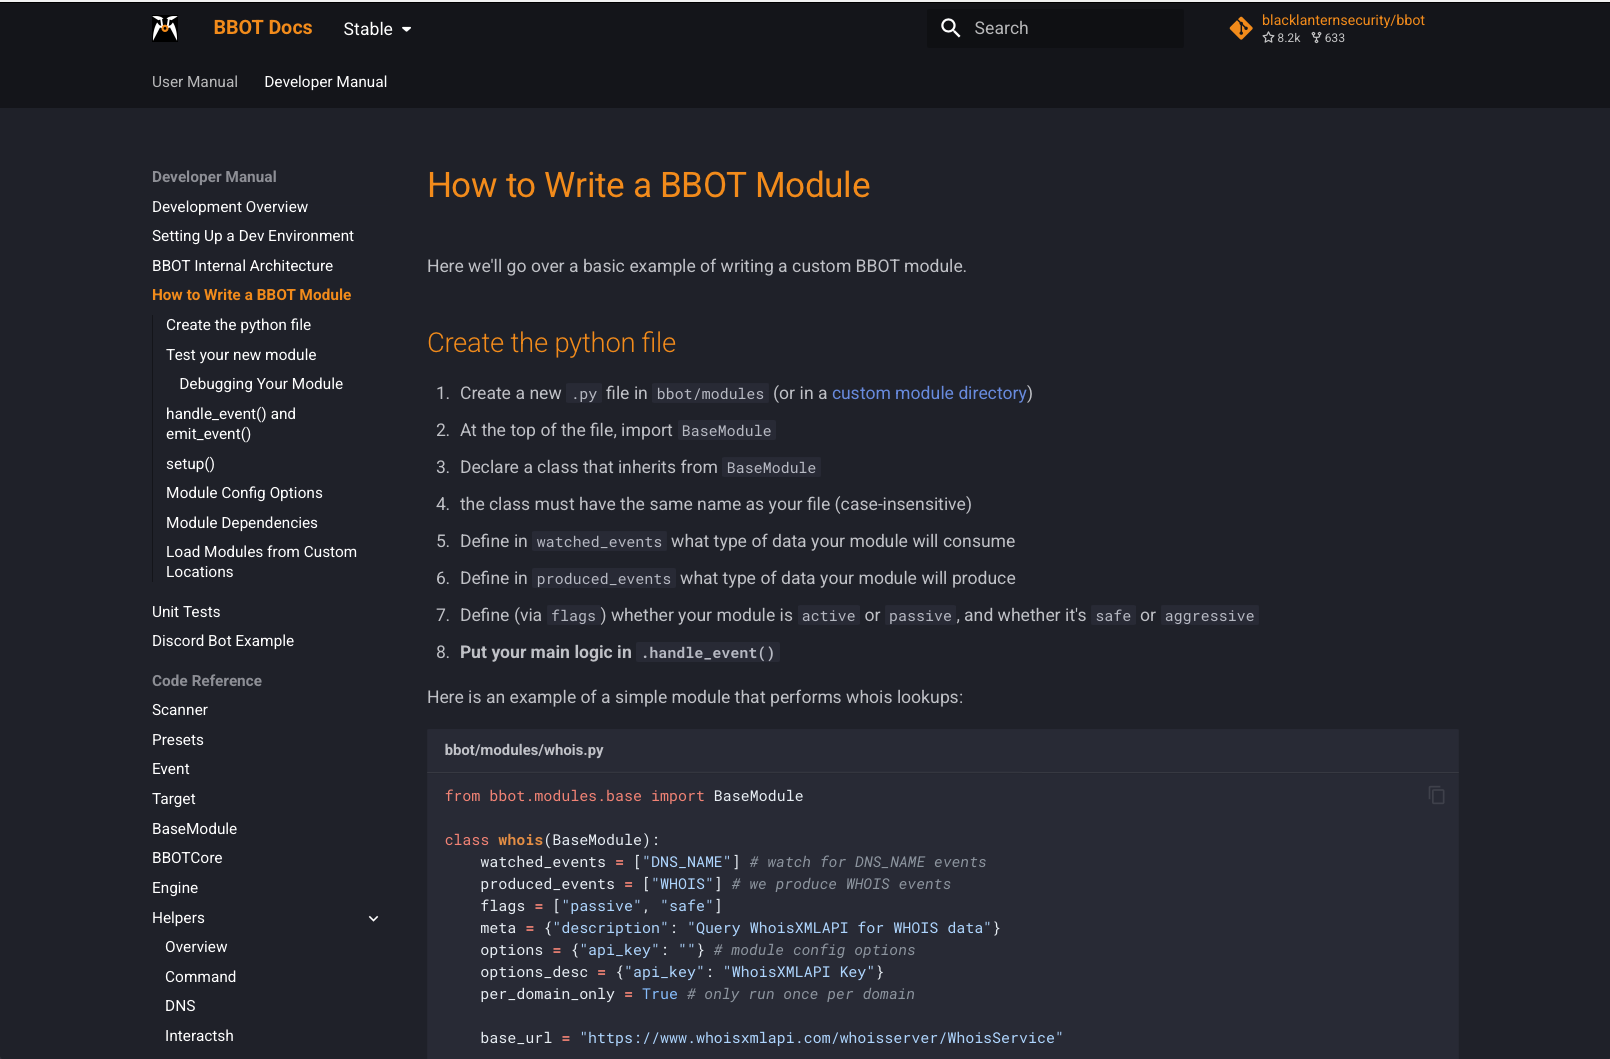 BBOT Docs
Stable
Search
blacklanternsecurity/bbot
8.2k 633
User Manual
Developer Manual
Developer Manual
Development Overview
Setting Up a Dev Environment
BBOT Internal Architecture
How to Write a BBOT Module
Create the python file
Test your new module
Debugging Your Module
handle_event() and
emit_event()
setup()
Module Config Options
Module Dependencies
Load Modules from Custom
Locations
Unit Tests
Discord Bot Example
Code Reference
Scanner
Presets
Event
Target
BaseModule
BBOTCore
Engine
Helpers
Overview
Command
DNS
Interactsh
How to Write a BBOT Module
Here we'll go over a basic example of writing a custom BBOT module.
Create the python file
1. Create a new .py file in bbot/modules (or in a custom module directory)
2. At the top of the file, import BaseModule
3. Declare a class that inherits from BaseModule
4. the class must have the same name as your file (case-insensitive)
5. Define in watched_events what type of data your module will consume
6. Define in produced_events what type of data your module will produce
7. Define (via flags) whether your module is active or passive, and whether it's safe or aggressive
8. Put your main logic in .handle_event()
Here is an example of a simple module that performs whois lookups:
bbot/modules/whois.py
from bbot.modules.base import BaseModule
class whois(BaseModule):
    watched_events = ["DNS_NAME"] # watch for DNS_NAME events
    produced_events = ["WHOIS"] # we produce WHOIS events
    flags = ["passive", "safe"]
    meta = {"description": "Query WhoisXMLAPI for WHOIS data"}
    options = {"api_key": ""} # module config options
    options_desc = {"api_key": "WhoisXMLAPI Key"}
    per_domain_only = True # only run once per domain
    base_url = "https://www.whoisxmlapi.com/whoisserver/WhoisService"